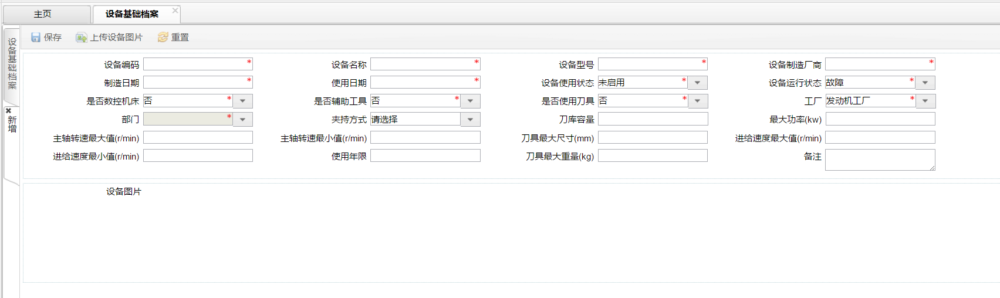 主页 设备基础档案
设备基础档案
新增
保存 上传设备图片 重置
设备编码 * 设备名称 * 设备型号 * 设备制造厂商 *
制造日期 * 使用日期 * 设备使用状态 未启用 * 设备运行状态 故障 *
是否数控机床 否 * 是否辅助工具 否 * 是否使用刀具 否 * 工厂 发动机工厂 *
部门 * 夹持方式 请选择 刀库容量 最大功率(kw)
主轴转速最大值(r/min) 主轴转速最小值(r/min) 刀具最大尺寸(mm) 进给速度最大值(r/min)
进给速度最小值(r/min) 使用年限 刀具最大重量(kg) 备注
设备图片